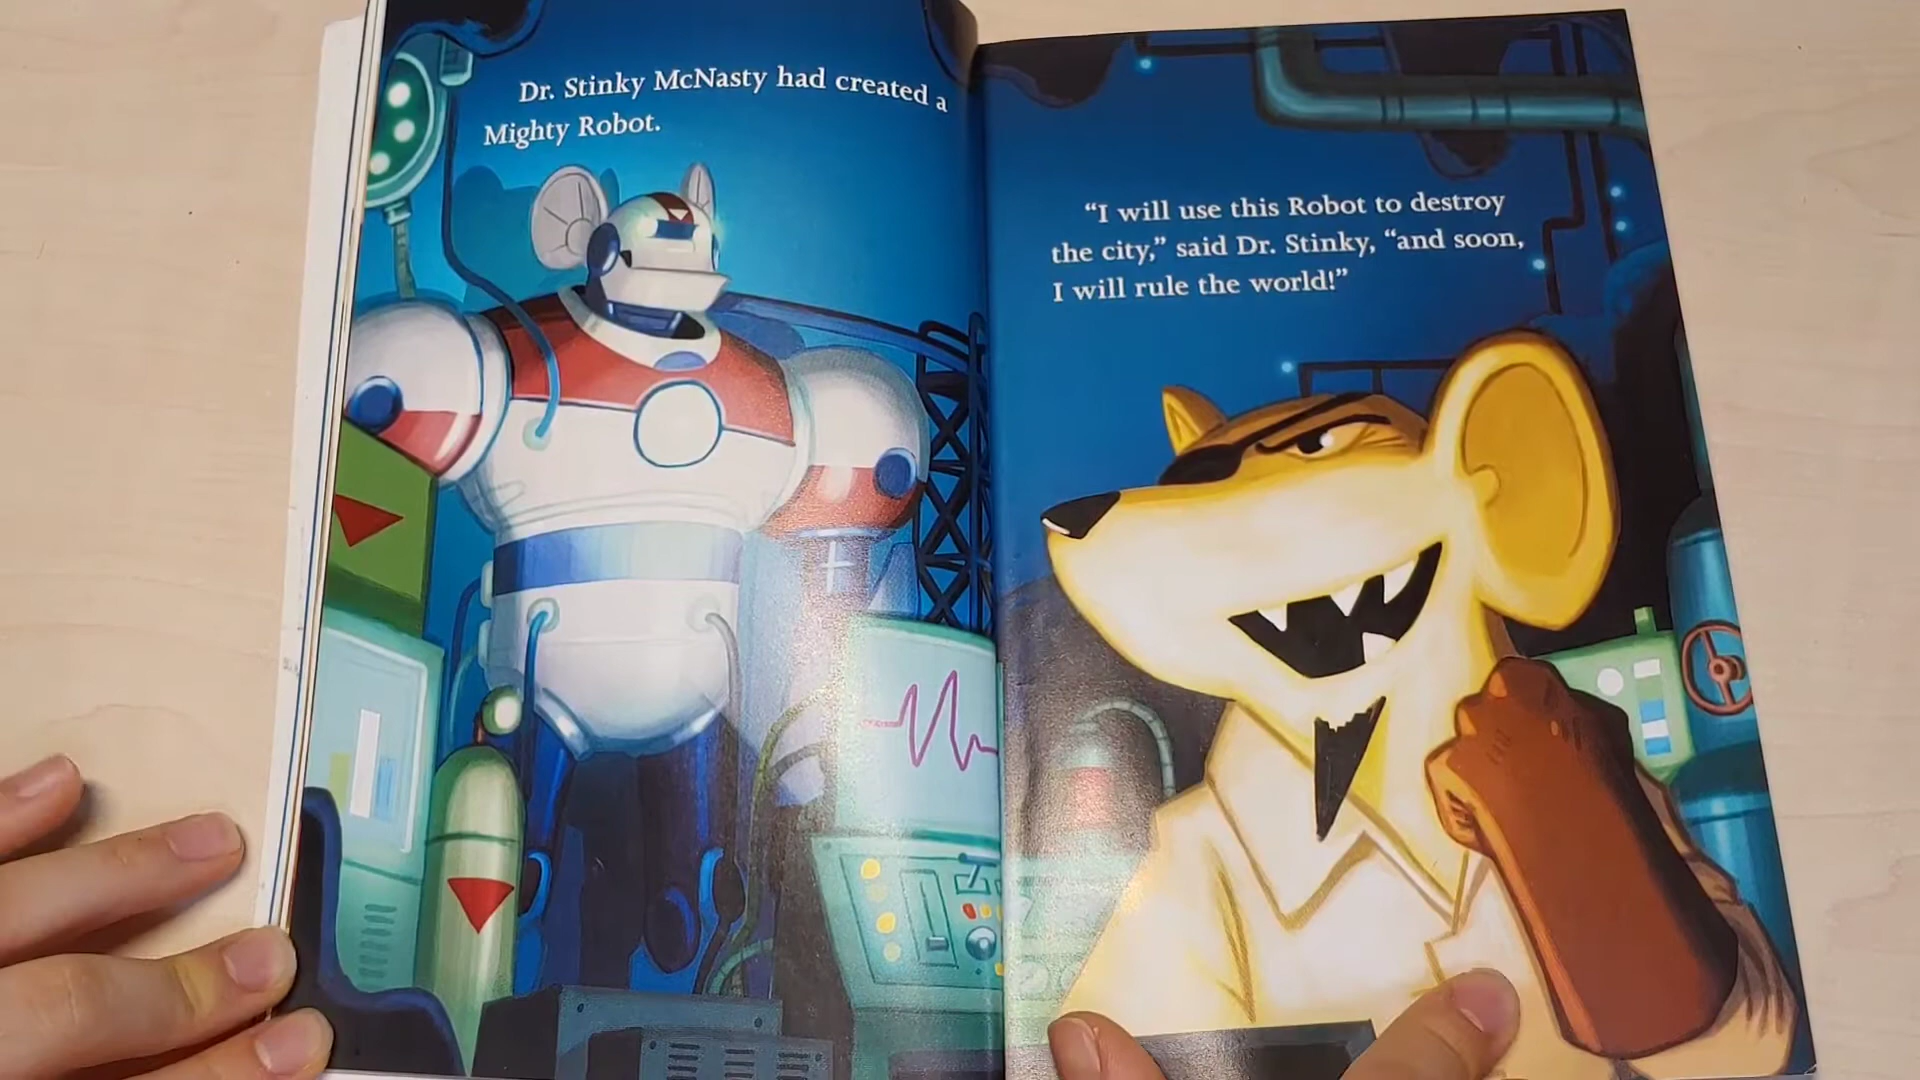 Dr. Stinky McNasty had created a
Mighty Robot.
“I will use this Robot to destroy
the city,” said Dr. Stinky, “and soon,
I will rule the world!”